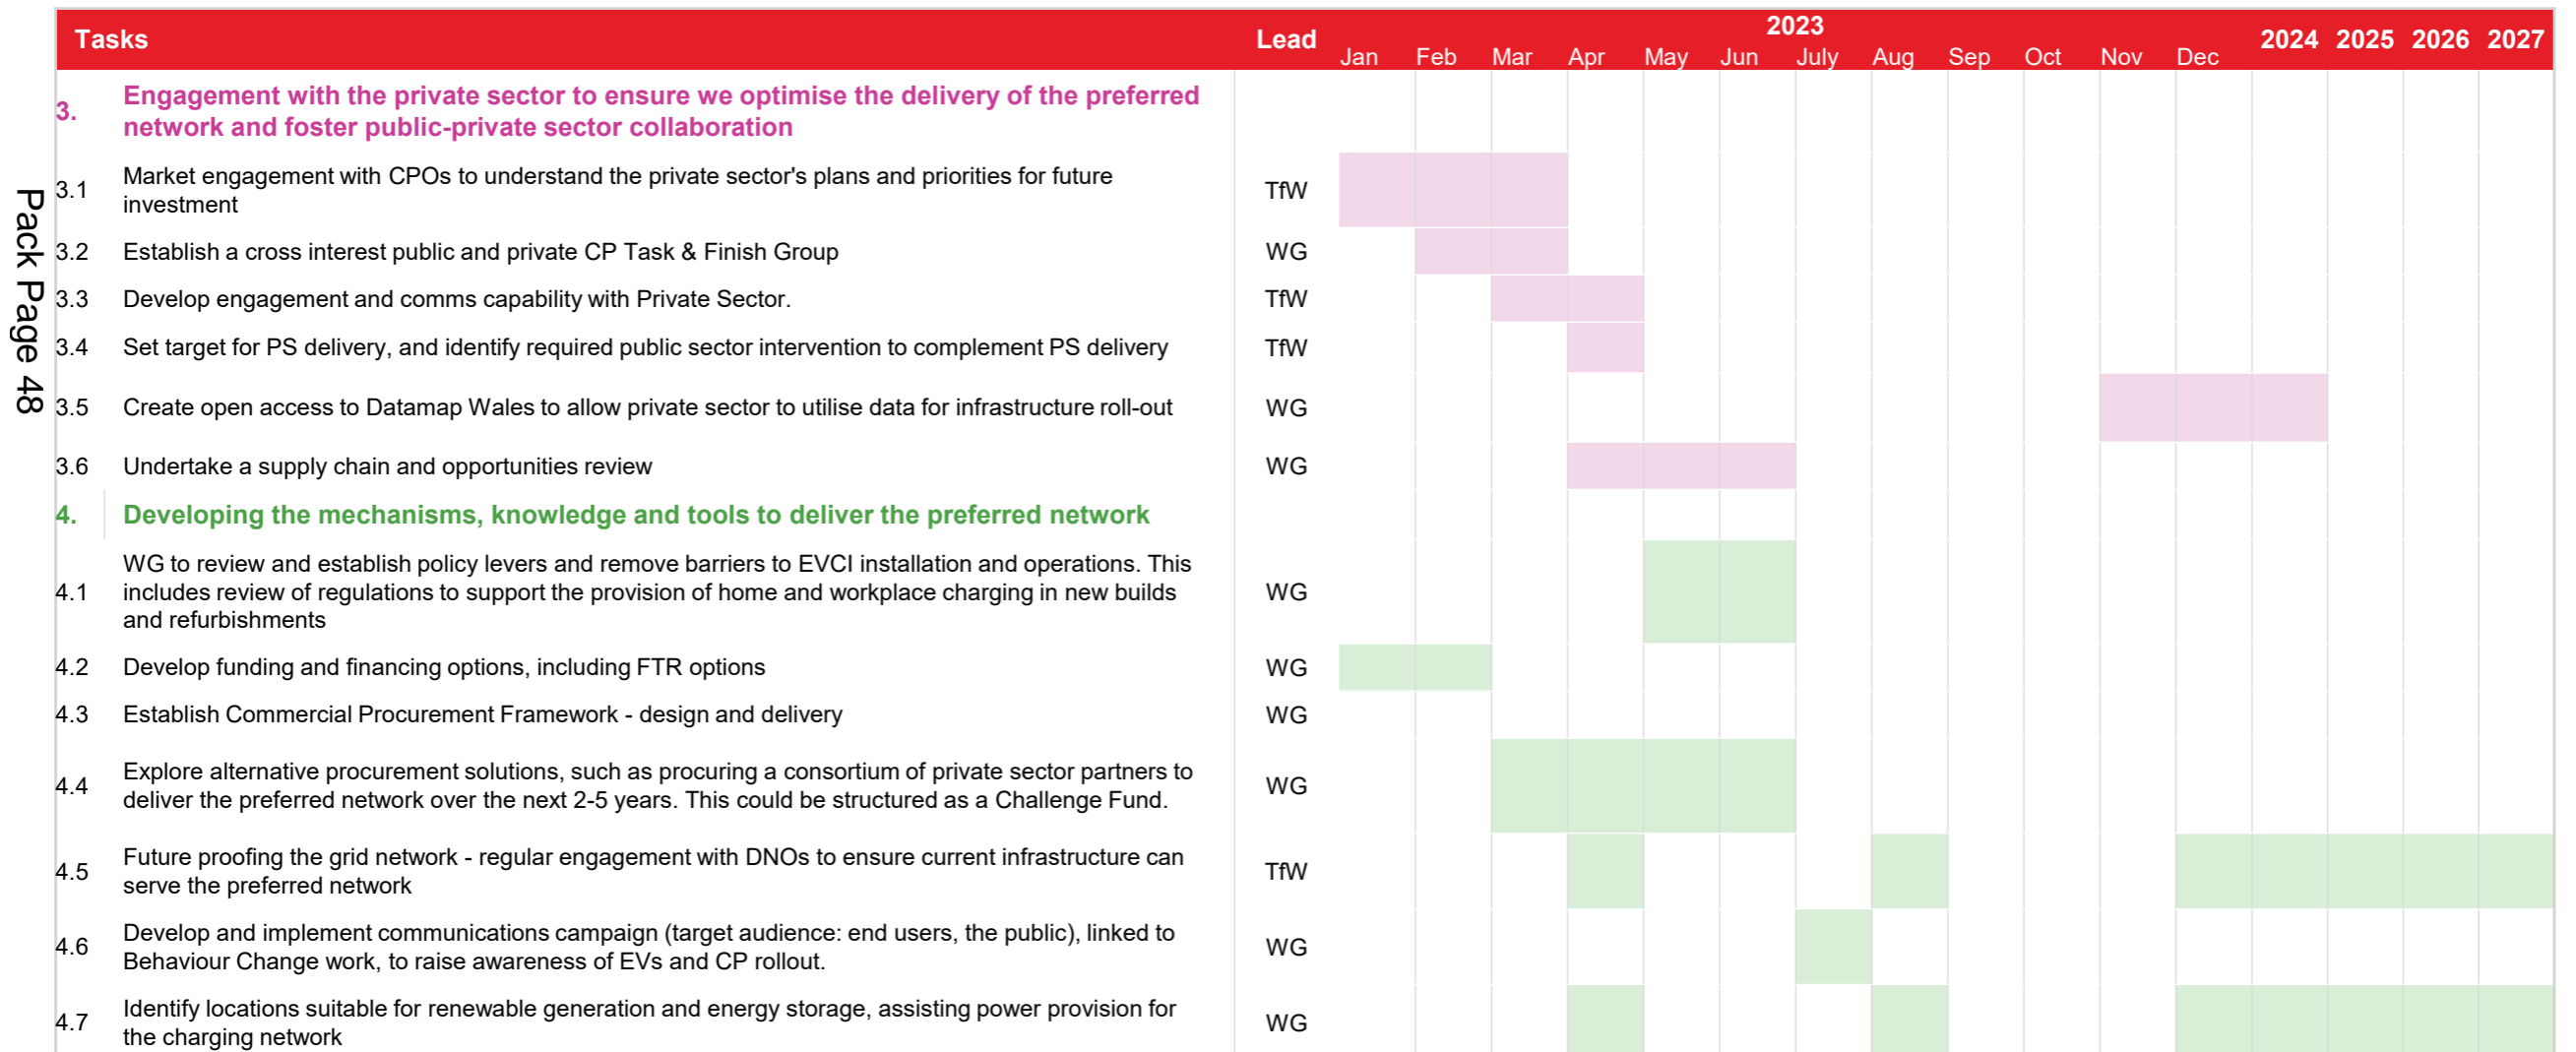 Tasks Lead 2023 2024 2025 2026 2027
Jan Feb Mar Apr May Jun July Aug Sep Oct Nov Dec
3. Engagement with the private sector to ensure we optimise the delivery of the preferred
network and foster public-private sector collaboration
3.1 Market engagement with CPOs to understand the private sector's plans and priorities for future
investment TfW
3.2 Establish a cross interest public and private CP Task & Finish Group WG
3.3 Develop engagement and comms capability with Private Sector. TfW
3.4 Set target for PS delivery, and identify required public sector intervention to complement PS delivery TfW
3.5 Create open access to Datamap Wales to allow private sector to utilise data for infrastructure roll-out WG
3.6 Undertake a supply chain and opportunities review WG
4. Developing the mechanisms, knowledge and tools to deliver the preferred network
WG to review and establish policy levers and remove barriers to EVCI installation and operations. This
4.1 includes review of regulations to support the provision of home and workplace charging in new builds WG
and refurbishments
4.2 Develop funding and financing options, including FTR options WG
4.3 Establish Commercial Procurement Framework - design and delivery WG
4.4 Explore alternative procurement solutions, such as procuring a consortium of private sector partners to
deliver the preferred network over the next 2-5 years. This could be structured as a Challenge Fund. WG
4.5 Future proofing the grid network - regular engagement with DNOs to ensure current infrastructure can
serve the preferred network TfW
4.6 Develop and implement communications campaign (target audience: end users, the public), linked to
Behaviour Change work, to raise awareness of EVs and CP rollout. WG
4.7 Identify locations suitable for renewable generation and energy storage, assisting power provision for
the charging network WG
Pack Page 48